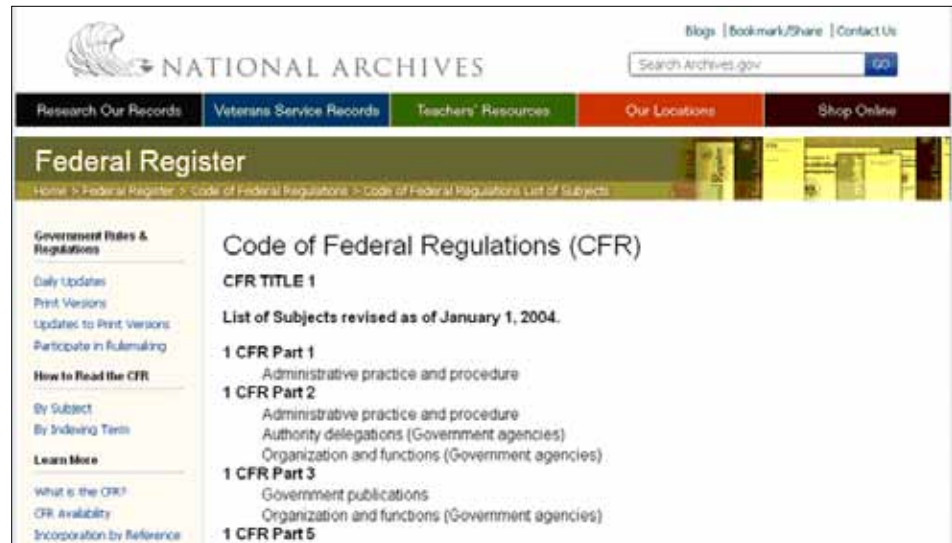 Blogs | Bookmark/Share | Contact Us
NATIONAL ARCHIVES
Search Archives.gov GO
Research Our Records Veterans Service Records Teachers' Resources Our Locations Shop Online
Federal Register
Home > Federal Register > Code of Federal Regulations > Code of Federal Regulations List of Subjects
Government Rules &
Regulations
Daily Updates
Print Versions
Updates to Print Versions
Participate in Rulemaking
How to Read the CFR
By Subject
By Indexing Term
Learn More
What is the CFR?
CFR Availability
Incorporation by Reference
Code of Federal Regulations (CFR)
CFR TITLE 1
List of Subjects revised as of January 1, 2004.
1 CFR Part 1
Administrative practice and procedure
1 CFR Part 2
Administrative practice and procedure
Authority delegations (Government agencies)
Organization and functions (Government agencies)
1 CFR Part 3
Government publications
Organization and functions (Government agencies)
1 CFR Part 5